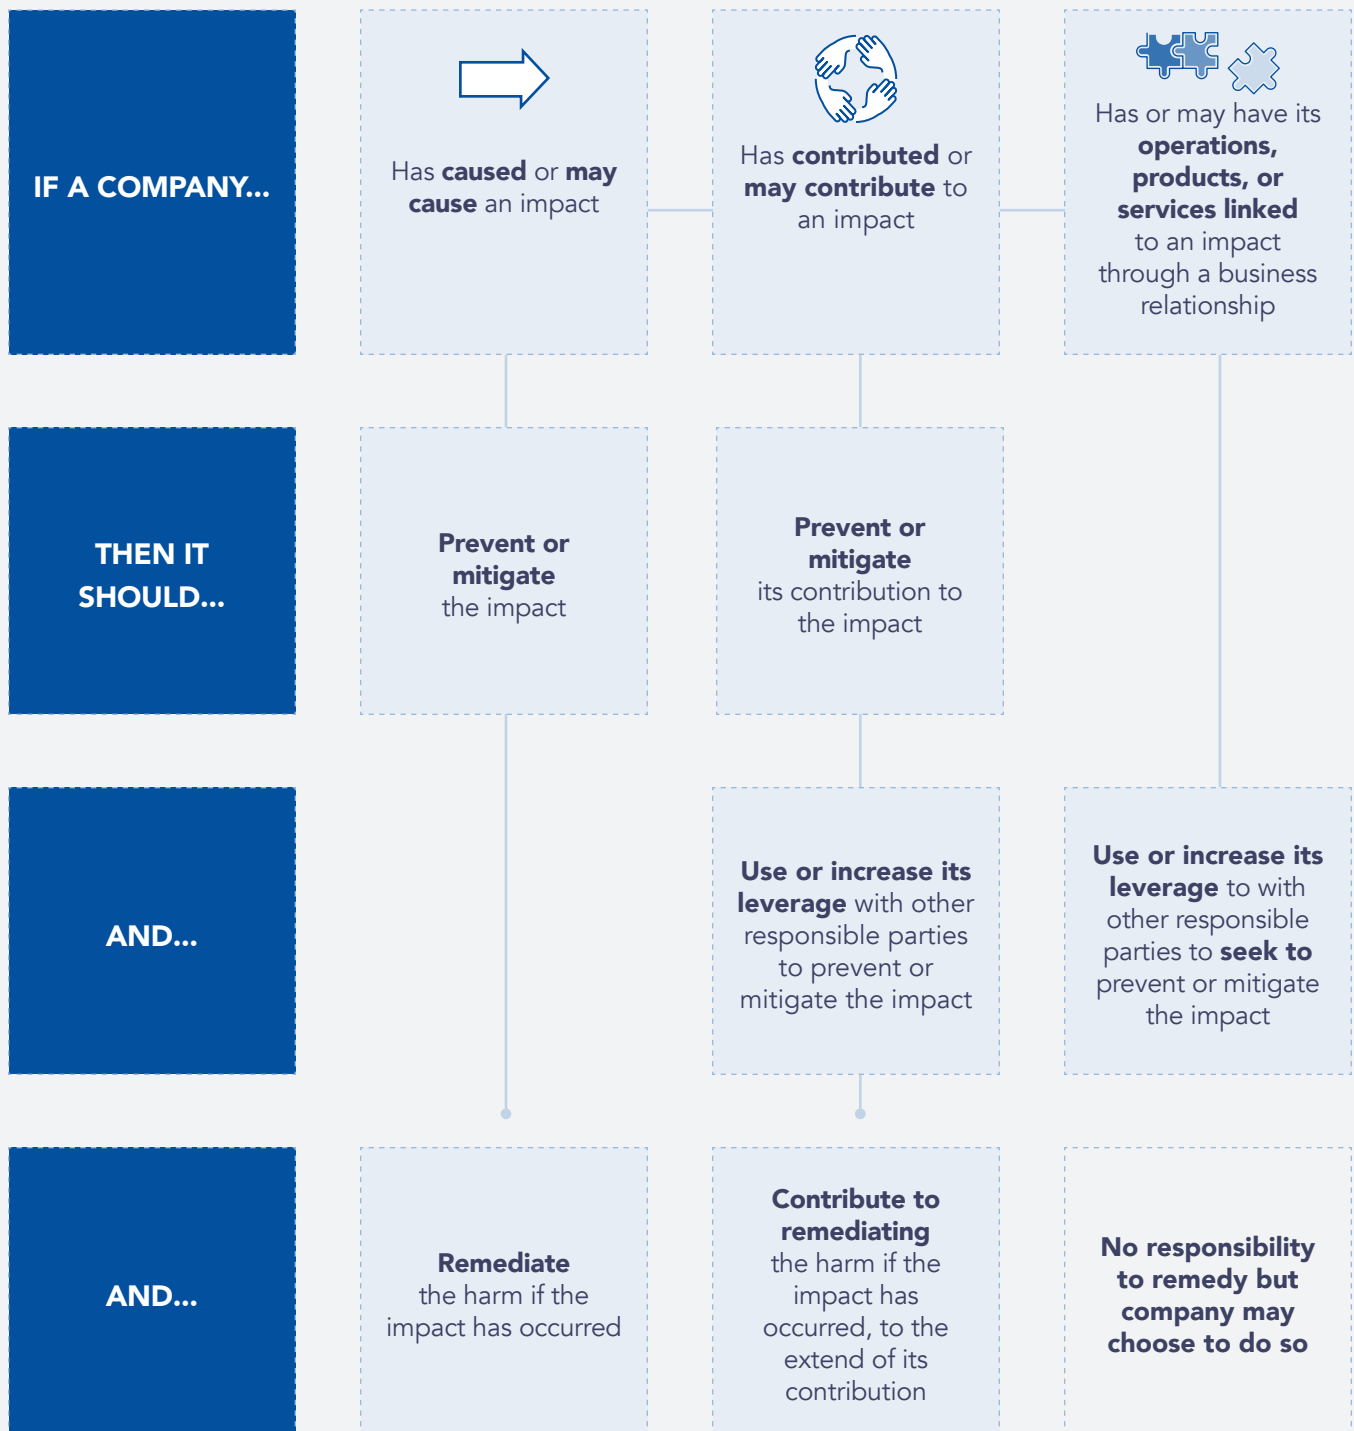 IF A COMPANY...
Has caused or may
cause an impact
Has contributed or
may contribute to
an impact
Has or may have its
operations,
products, or
services linked
to an impact
through a business
relationship
THEN IT
SHOULD...
Prevent or
mitigate
the impact
Prevent or
mitigate
its contribution to
the impact
AND...
Use or increase its
leverage with other
responsible parties
to prevent or
mitigate the impact
Use or increase its
leverage to with
other responsible
parties to seek to
prevent or mitigate
the impact
AND...
Remediate
the harm if the
impact has occurred
Contribute to
remediating
the harm if the
impact has
occurred, to the
extend of its
contribution
No responsibility
to remedy but
company may
choose to do so